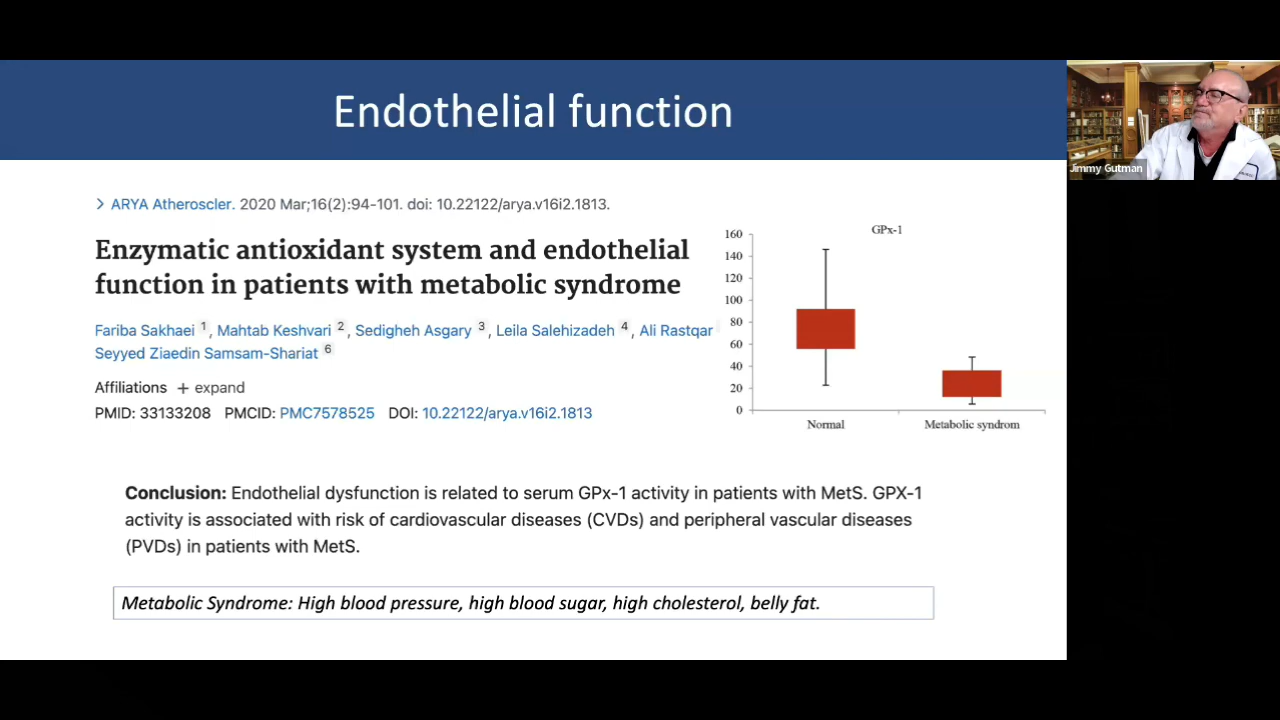 Endothelial function
Jimmy Gutman
> ARYA Atheroscler. 2020 Mar;16(2):94-101. doi: 10.22122/arya.v16i2.1813.
Enzymatic antioxidant system and endothelial
function in patients with metabolic syndrome
Fariba Sakhaei 1, Mahtab Keshvari 2, Sedigheh Asgary 3, Leila Salehizadeh 4, Ali Rastqar
Seyyed Ziaedin Samsam-Shariat 6
Affiliations + expand
PMID: 33133208 PMCID: PMC7578525 DOI: 10.22122/arya.v16i2.1813
GPx-1
160
140
120
100
80
60
40
20
0
Normal
Metabolic syndrom
Conclusion: Endothelial dysfunction is related to serum GPx-1 activity in patients with MetS. GPX-1
activity is associated with risk of cardiovascular diseases (CVDs) and peripheral vascular diseases
(PVDs) in patients with MetS.
Metabolic Syndrome: High blood pressure, high blood sugar, high cholesterol, belly fat.